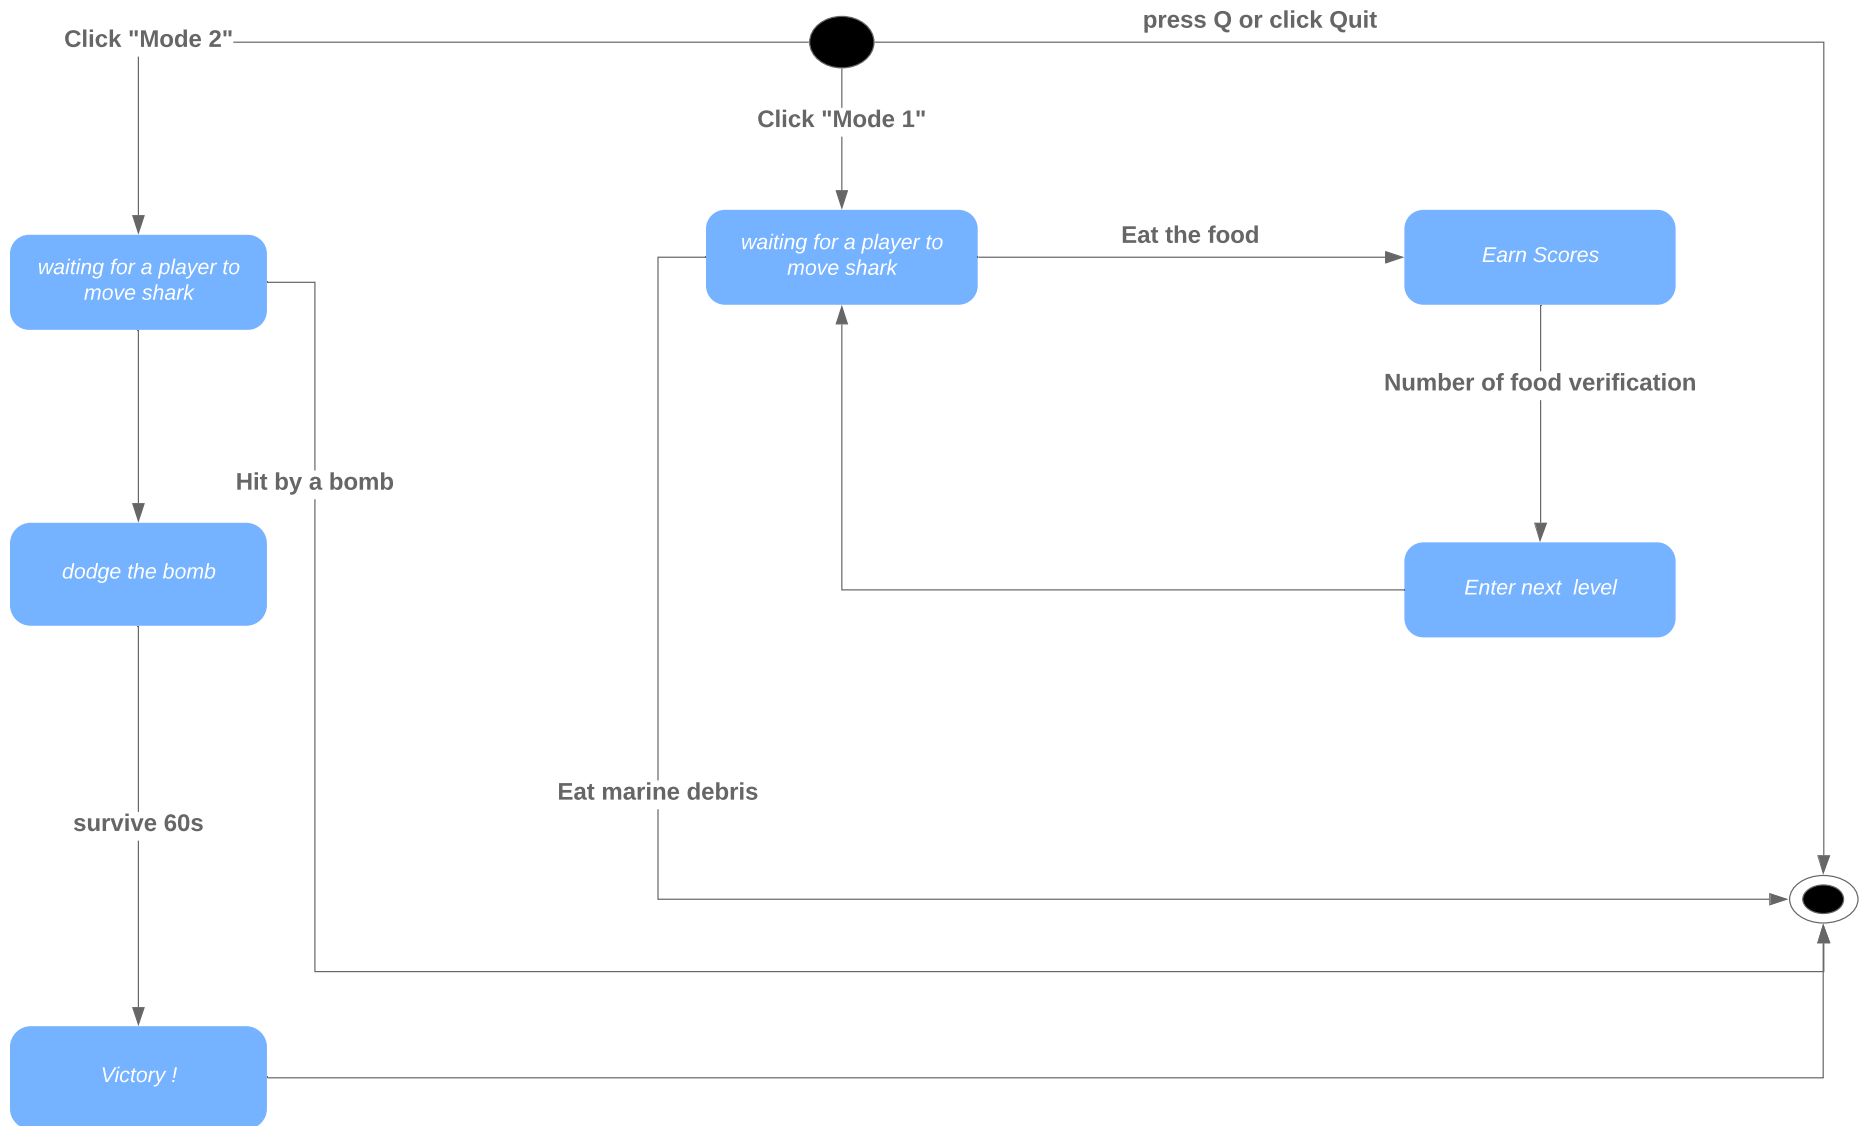 press Q or click Quit
Click "Mode 2"
Click "Mode 1"
waiting for a player to
move shark
Eat the food
Earn Scores
waiting for a player to
move shark
Number of food verification
Hit by a bomb
dodge the bomb
Enter next  level
Eat marine debris
survive 60s
Victory !